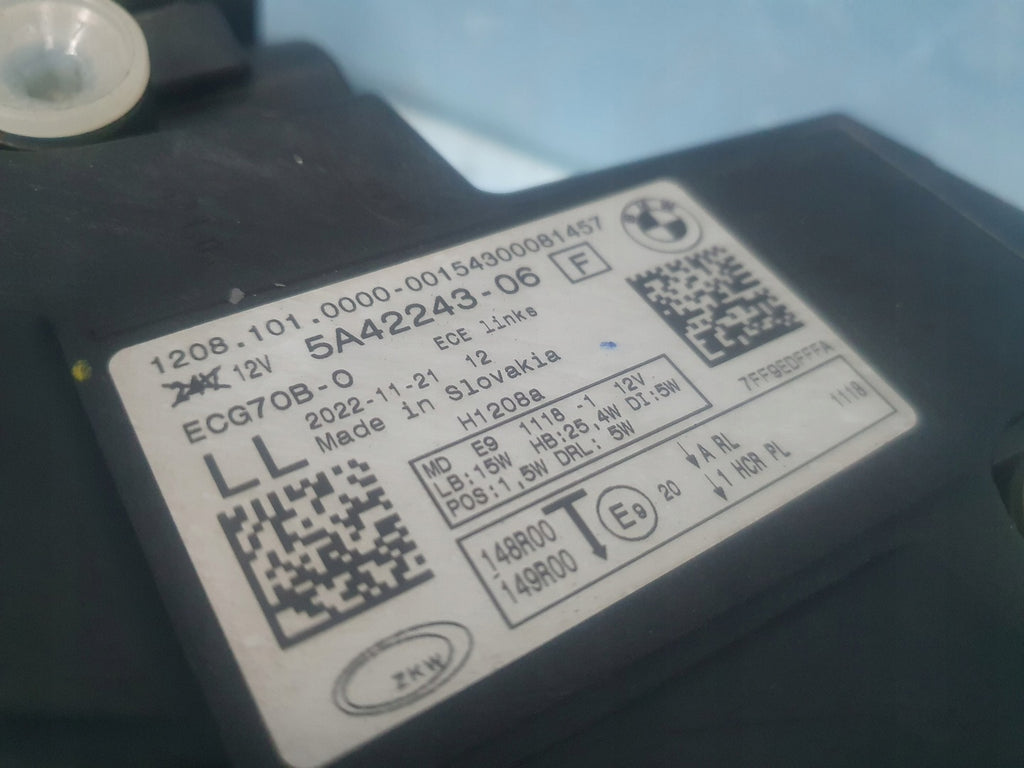 1208.101.0000-00154300081457
24V 12V 5A42243-06 F
ECG70B-0 ECE links
2022-11-21 12
Made in Slovakia
LL H1208a
MD E9 1118 -1 12V
LB:15W HB:25,4W DI:5W
POS:1,5W DRL: 5W
7FF9EDFFFA
148R00
149R00
E9 20
A RL
1 HCR PL
1118
ZKW
BMW